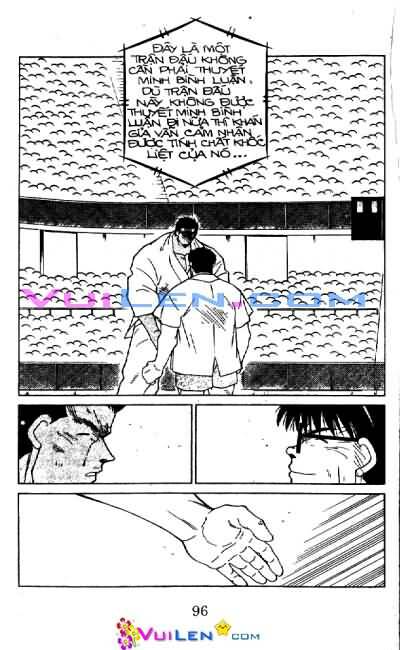 ĐÂY LÀ MỘT
TRẬN ĐẤU KHÔNG
CẦN PHẢI THUYẾT
MINH BÌNH LUẬN.
DÙ TRẬN ĐẤU
NÀY KHÔNG ĐƯỢC
THUYẾT MINH BÌNH
LUẬN ĐI NỮA THÌ KHÁN
GIẢ VẪN CẢM NHẬN
ĐƯỢC TÍNH CHẤT KHỐC
LIỆT CỦA NÓ...
VUILEN.COM
96
VUILEN.COM